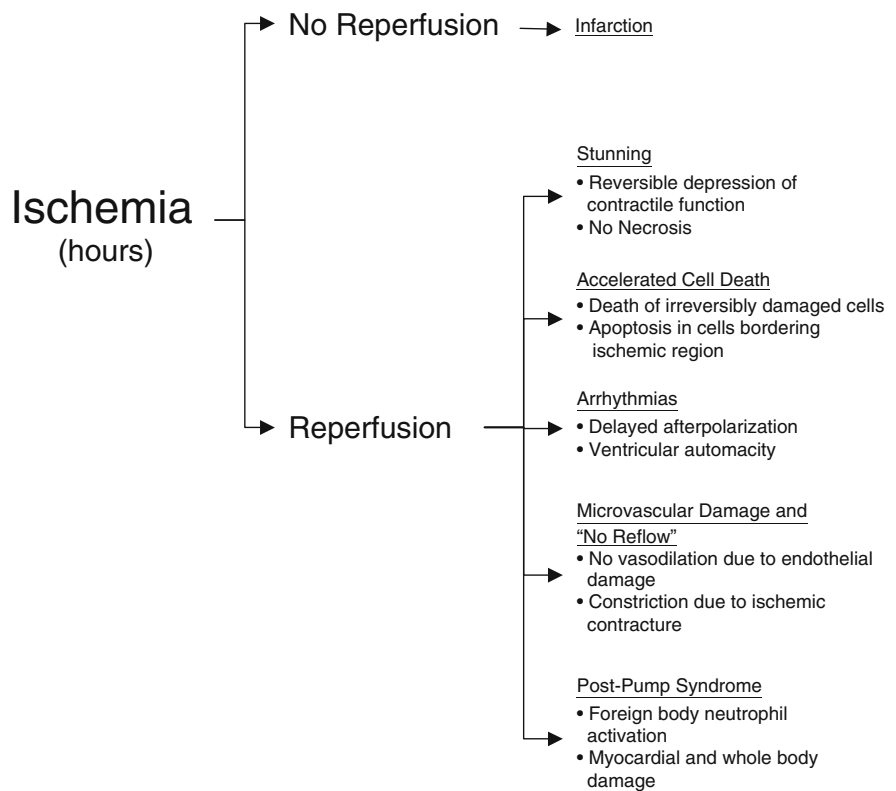 No Reperfusion
Infarction
Ischemia
(hours)
Reperfusion
Stunning
• Reversible depression of
contractile function
• No Necrosis
Accelerated Cell Death
• Death of irreversibly damaged cells
• Apoptosis in cells bordering
ischemic region
Arrhythmias
• Delayed afterpolarization
• Ventricular automacity
Microvascular Damage and
“No Reflow”
• No vasodilation due to endothelial
damage
• Constriction due to ischemic
contracture
Post-Pump Syndrome
• Foreign body neutrophil
activation
• Myocardial and whole body
damage